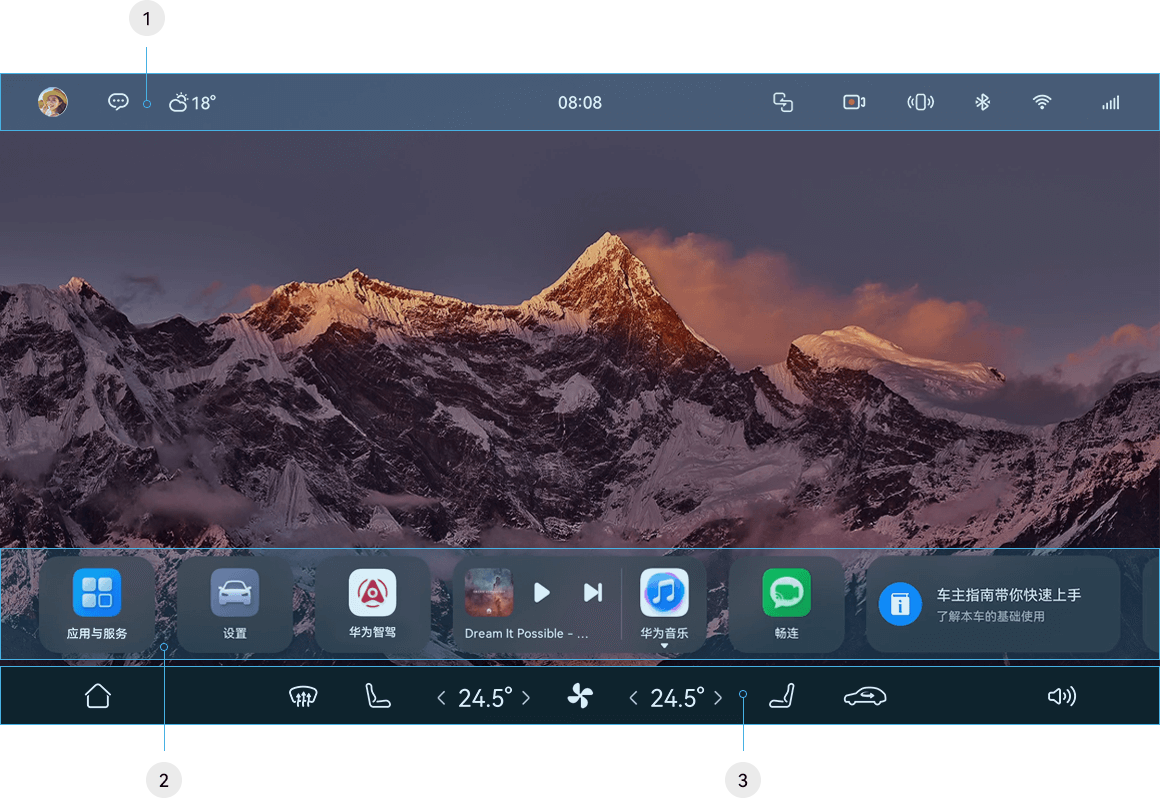 1
18°
08:08
应用与服务
设置
华为智驾
Dream It Possible - ...
华为音乐
畅连
车主指南带你快速上手
了解本车的基础使用
24.5°
24.5°
2
3